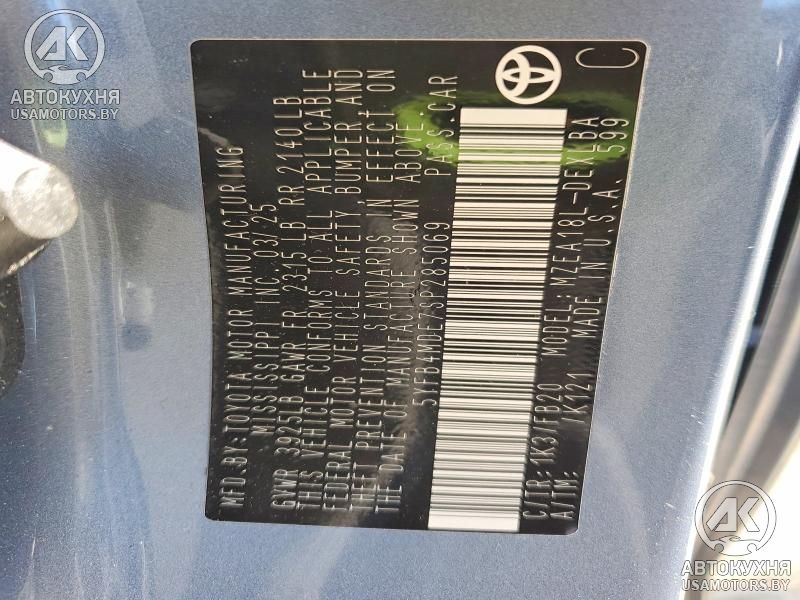 AK
АВТОКУХНЯ
USAMOTORS.BY
MFD.BY:TOYOTA MOTOR MANUFACTURING
MISSISSIPPI INC. 03/25
GVWR 3925LB GAWR FR 2315LB RR 2140LB
THIS VEHICLE CONFORMS TO ALL APPLICABLE
FEDERAL MOTOR VEHICLE SAFETY, BUMPER, AND
THEFT PREVENTION STANDARDS IN EFFECT ON
THE DATE OF MANUFACTURE SHOWN ABOVE.
5YFB4MDE7SP285069 PASS.CAR
C/TR: 1K3/FB20 MODEL: MZEA18L-DEXLBA
A/TM: /K121 MADE IN U.S.A. 599
C
AK
АВТОКУХНЯ
USAMOTORS.BY